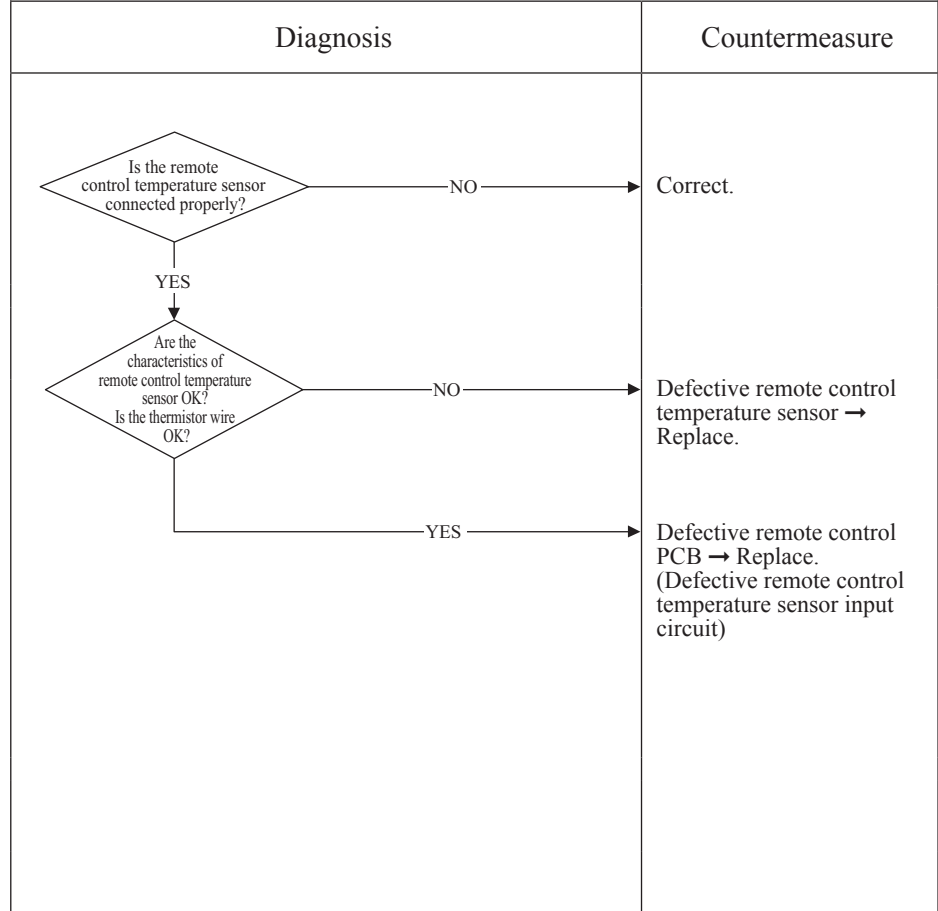 Diagnosis
Countermeasure
Is the remote
control temperature sensor
connected properly?
NO
Correct.
YES
Are the
characteristics of
remote control temperature
sensor OK?
Is the thermistor wire
OK?
NO
Defective remote control
temperature sensor ➞
Replace.
YES
Defective remote control
PCB ➞ Replace.
(Defective remote control
temperature sensor input
circuit)